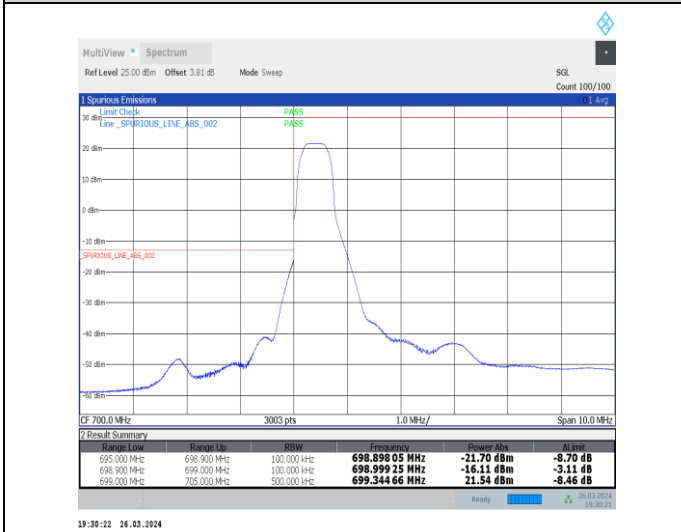 MultiView Spectrum
Ref Level 25.00 dBm Offset 3.81 dB Mode Sweep SGL
Count 100/100
1 Spurious Emissions 1 Avg
Limit Check PASS
30 dBm
Line _SPURIOUS_LINE_ABS_002 PASS
20 dBm
10 dBm
0 dBm
-10 dBm
_SPURIOUS_LINE_ABS_002
-20 dBm
-30 dBm
-40 dBm
-50 dBm
-60 dBm
CF 700.0 MHz 3003 pts 1.0 MHz/ Span 10.0 MHz
2 Result Summary
Range Low Range Up RBW Frequency Power Abs ΔLimit
695.000 MHz 698.900 MHz 100.000 kHz 698.898 05 MHz -21.70 dBm -8.70 dB
698.900 MHz 699.000 MHz 100.000 kHz 698.999 25 MHz -16.11 dBm -3.11 dB
699.000 MHz 705.000 MHz 500.000 kHz 699.344 66 MHz 21.54 dBm -8.46 dB
Ready 26.03.2024
19:30:21
19:30:22 26.03.2024